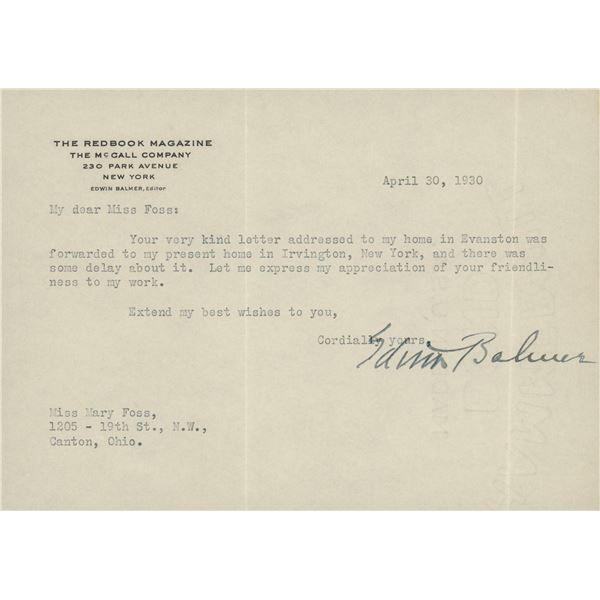 THE REDBOOK MAGAZINE
THE McCALL COMPANY
230 PARK AVENUE
NEW YORK
EDWIN BALMER, Editor
April 30, 1930
My dear Miss Foss:
Your very kind letter addressed to my home in Evanston was
forwarded to my present home in Irvington, New York, and there was
some delay about it. Let me express my appreciation of your friendli-
ness to my work.
Extend my best wishes to you,
Cordially yours,
Edwin Balmer
Miss Mary Foss,
1205 - 19th St., N.W.,
Canton, Ohio.